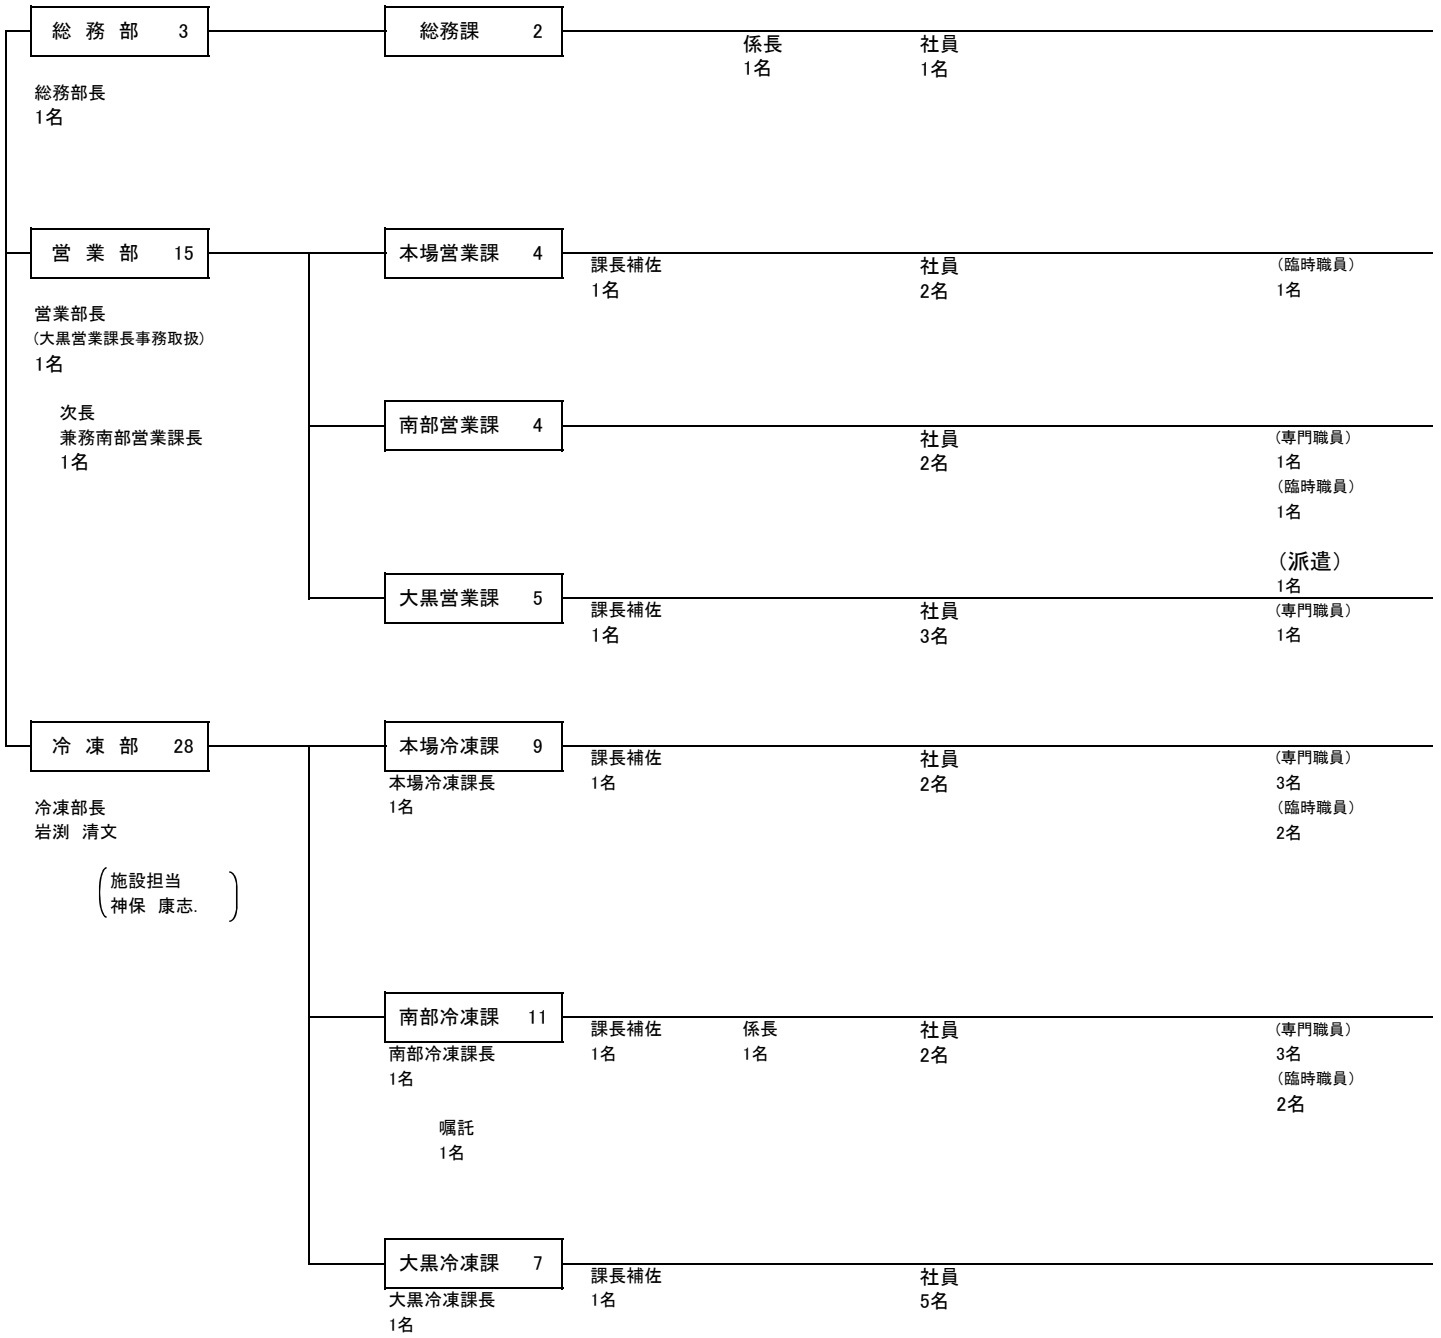 総 務 部 3
総務課 2
係長
1名
社員
1名
総務部長
1名
営 業 部 15
営業部長
(大黒営業課長事務取扱)
1名
次長
兼務南部営業課長
1名
本場営業課 4
課長補佐
1名
社員
2名
(臨時職員)
1名
南部営業課 4
社員
2名
(専門職員)
1名
(臨時職員)
1名
(派遣)
1名
大黒営業課 5
課長補佐
1名
社員
3名
(専門職員)
1名
冷 凍 部 28
冷凍部長
岩渕 清文
施設担当
神保 康志.
本場冷凍課 9
本場冷凍課長
1名
課長補佐
1名
社員
2名
(専門職員)
3名
(臨時職員)
2名
南部冷凍課 11
南部冷凍課長
1名
嘱託
1名
課長補佐
1名
係長
1名
社員
2名
(専門職員)
3名
(臨時職員)
2名
大黒冷凍課 7
大黒冷凍課長
1名
課長補佐
1名
社員
5名